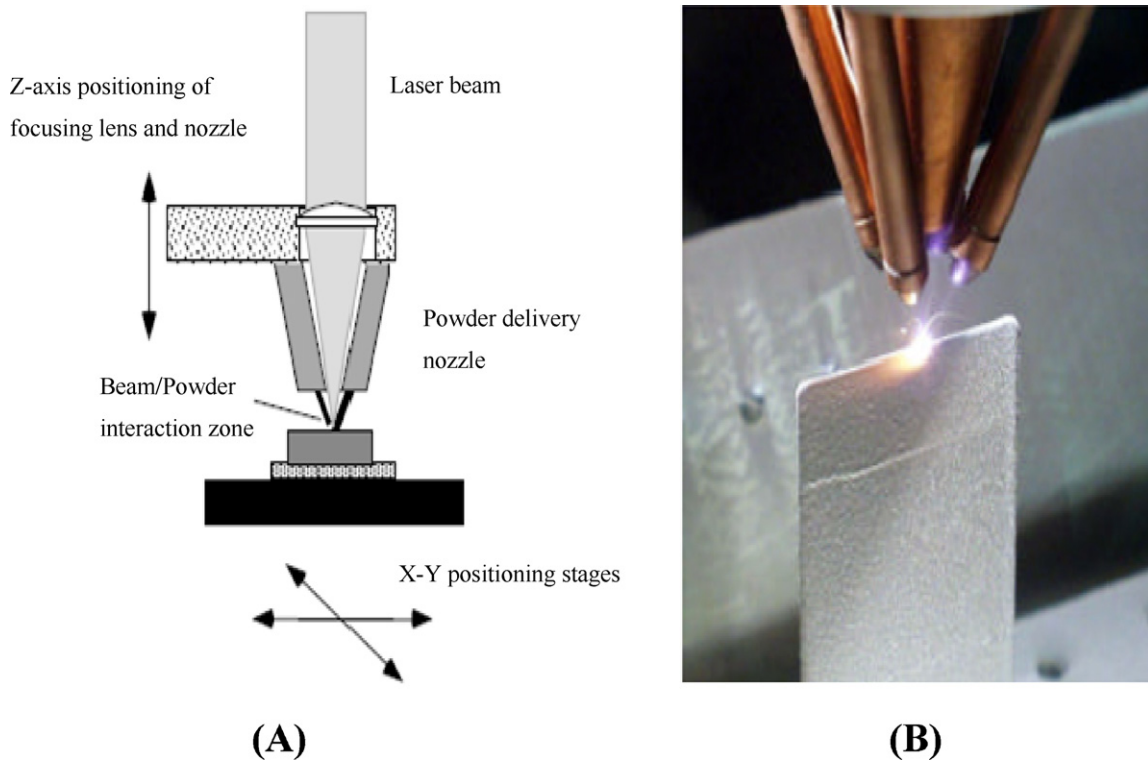 Z-axis positioning of
focusing lens and nozzle
Laser beam
Powder delivery
nozzle
Beam/Powder
interaction zone
X-Y positioning stages
(A)
(B)